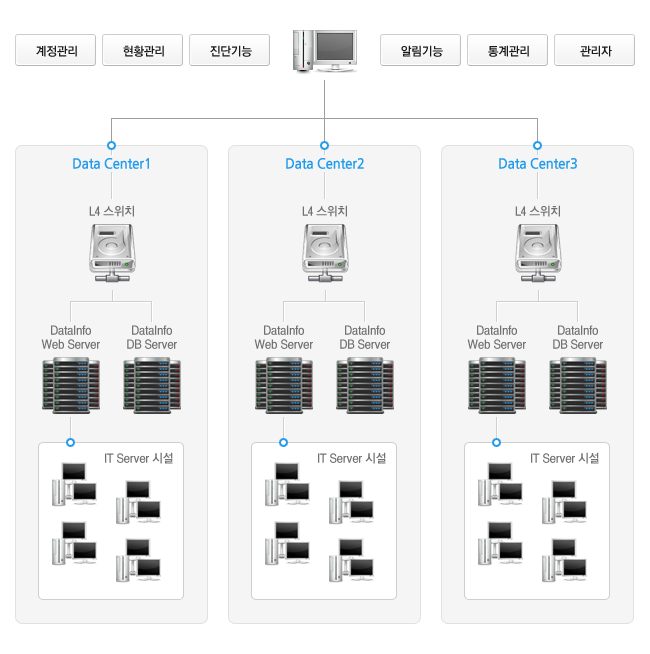 계정관리
현황관리
진단기능
알림기능
통계관리
관리자
Data Center1
Data Center2
Data Center3
L4 스위치
L4 스위치
L4 스위치
DataInfo
Web Server
DataInfo
DB Server
DataInfo
Web Server
DataInfo
DB Server
DataInfo
Web Server
DataInfo
DB Server
IT Server 시설
IT Server 시설
IT Server 시설